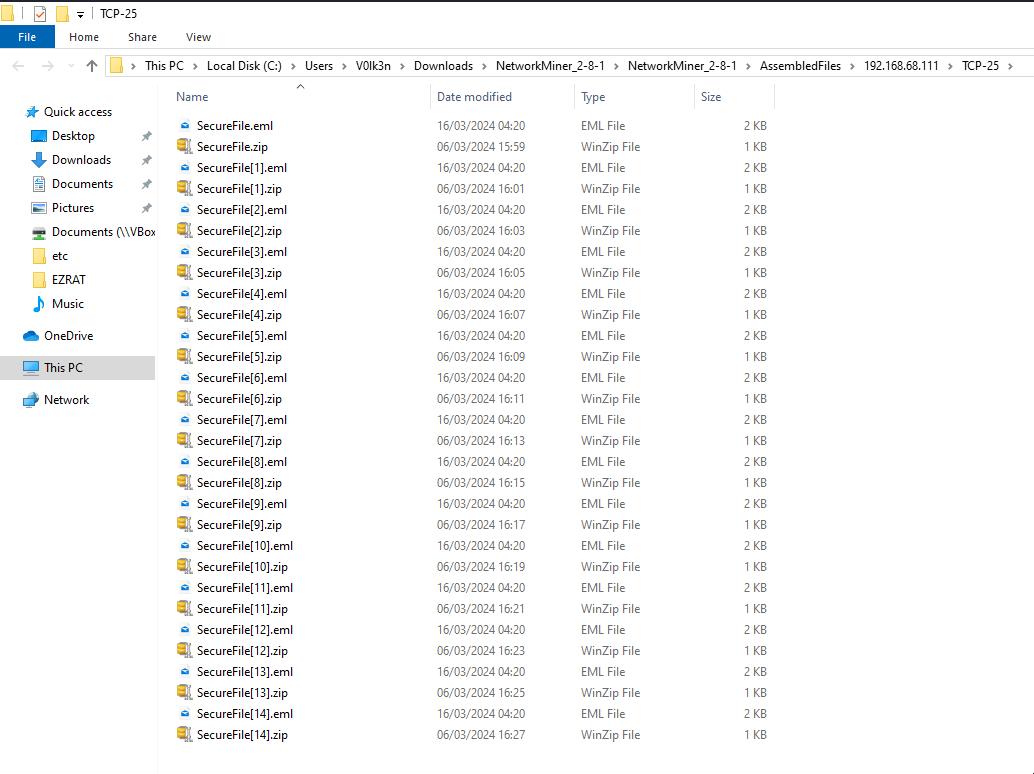 TCP-25
File Home Share View
This PC Local Disk (C:) Users V0lk3n Downloads NetworkMiner_2-8-1 NetworkMiner_2-8-1 AssembledFiles 192.168.68.111 TCP-25
Quick access
Desktop
Downloads
Documents
Pictures
Documents (\\VBox
etc
EZRAT
Music
OneDrive
This PC
Network
Name Date modified Type Size
SecureFile.eml 16/03/2024 04:20 EML File 2 KB
SecureFile.zip 06/03/2024 15:59 WinZip File 1 KB
SecureFile[1].eml 16/03/2024 04:20 EML File 2 KB
SecureFile[1].zip 06/03/2024 16:01 WinZip File 1 KB
SecureFile[2].eml 16/03/2024 04:20 EML File 2 KB
SecureFile[2].zip 06/03/2024 16:03 WinZip File 1 KB
SecureFile[3].eml 16/03/2024 04:20 EML File 2 KB
SecureFile[3].zip 06/03/2024 16:05 WinZip File 1 KB
SecureFile[4].eml 16/03/2024 04:20 EML File 2 KB
SecureFile[4].zip 06/03/2024 16:07 WinZip File 1 KB
SecureFile[5].eml 16/03/2024 04:20 EML File 2 KB
SecureFile[5].zip 06/03/2024 16:09 WinZip File 1 KB
SecureFile[6].eml 16/03/2024 04:20 EML File 2 KB
SecureFile[6].zip 06/03/2024 16:11 WinZip File 1 KB
SecureFile[7].eml 16/03/2024 04:20 EML File 2 KB
SecureFile[7].zip 06/03/2024 16:13 WinZip File 1 KB
SecureFile[8].eml 16/03/2024 04:20 EML File 2 KB
SecureFile[8].zip 06/03/2024 16:15 WinZip File 1 KB
SecureFile[9].eml 16/03/2024 04:20 EML File 2 KB
SecureFile[9].zip 06/03/2024 16:17 WinZip File 1 KB
SecureFile[10].eml 16/03/2024 04:20 EML File 2 KB
SecureFile[10].zip 06/03/2024 16:19 WinZip File 1 KB
SecureFile[11].eml 16/03/2024 04:20 EML File 2 KB
SecureFile[11].zip 06/03/2024 16:21 WinZip File 1 KB
SecureFile[12].eml 16/03/2024 04:20 EML File 2 KB
SecureFile[12].zip 06/03/2024 16:23 WinZip File 1 KB
SecureFile[13].eml 16/03/2024 04:20 EML File 2 KB
SecureFile[13].zip 06/03/2024 16:25 WinZip File 1 KB
SecureFile[14].eml 16/03/2024 04:20 EML File 2 KB
SecureFile[14].zip 06/03/2024 16:27 WinZip File 1 KB